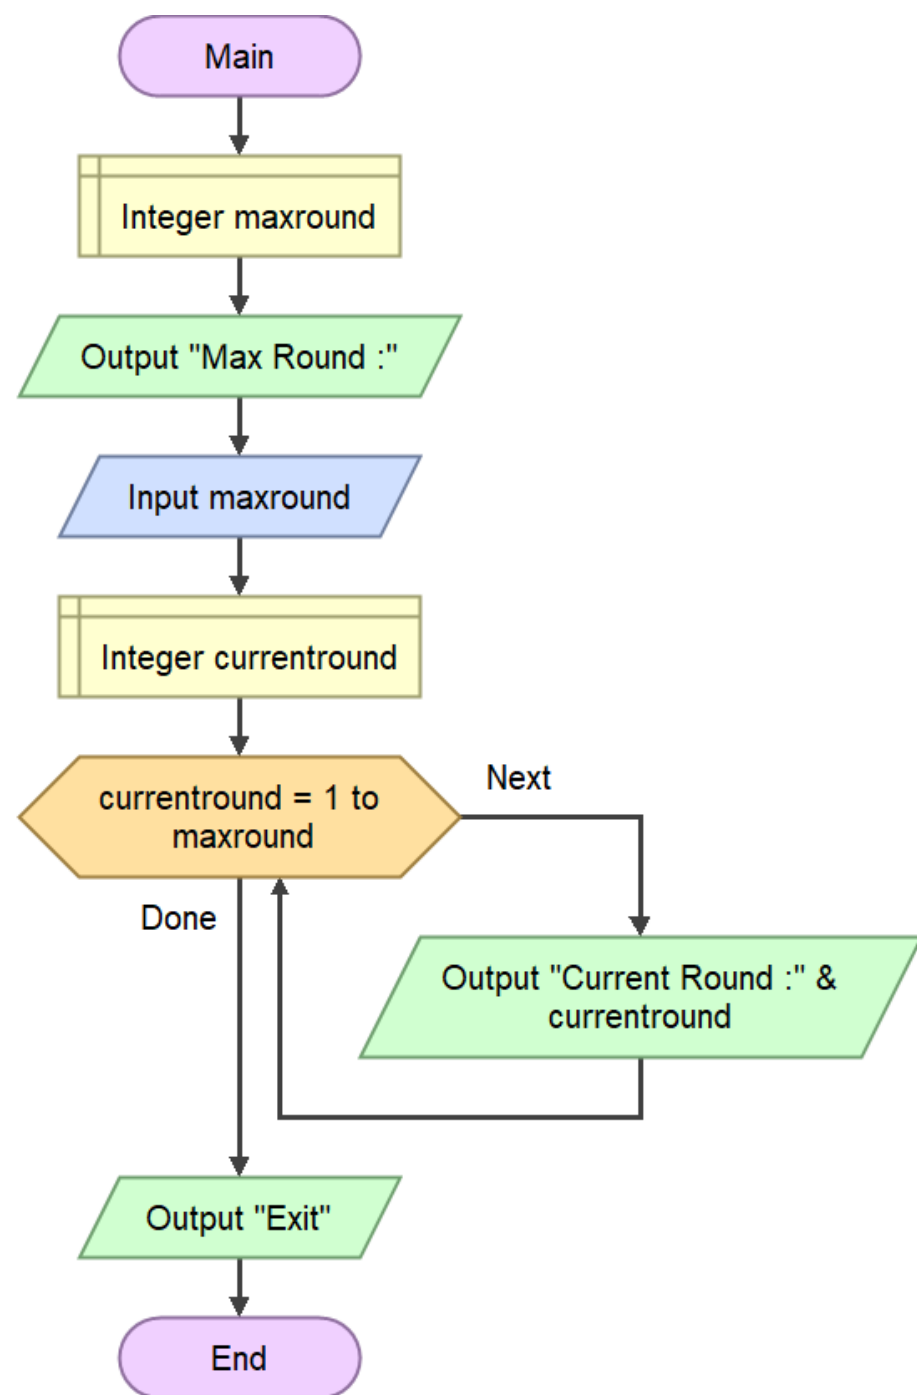 Main
Integer maxround
Output "Max Round :"
Input maxround
Integer currentround
currentround = 1 to
maxround
Next
Done
Output "Current Round :" &
currentround
Output "Exit"
End